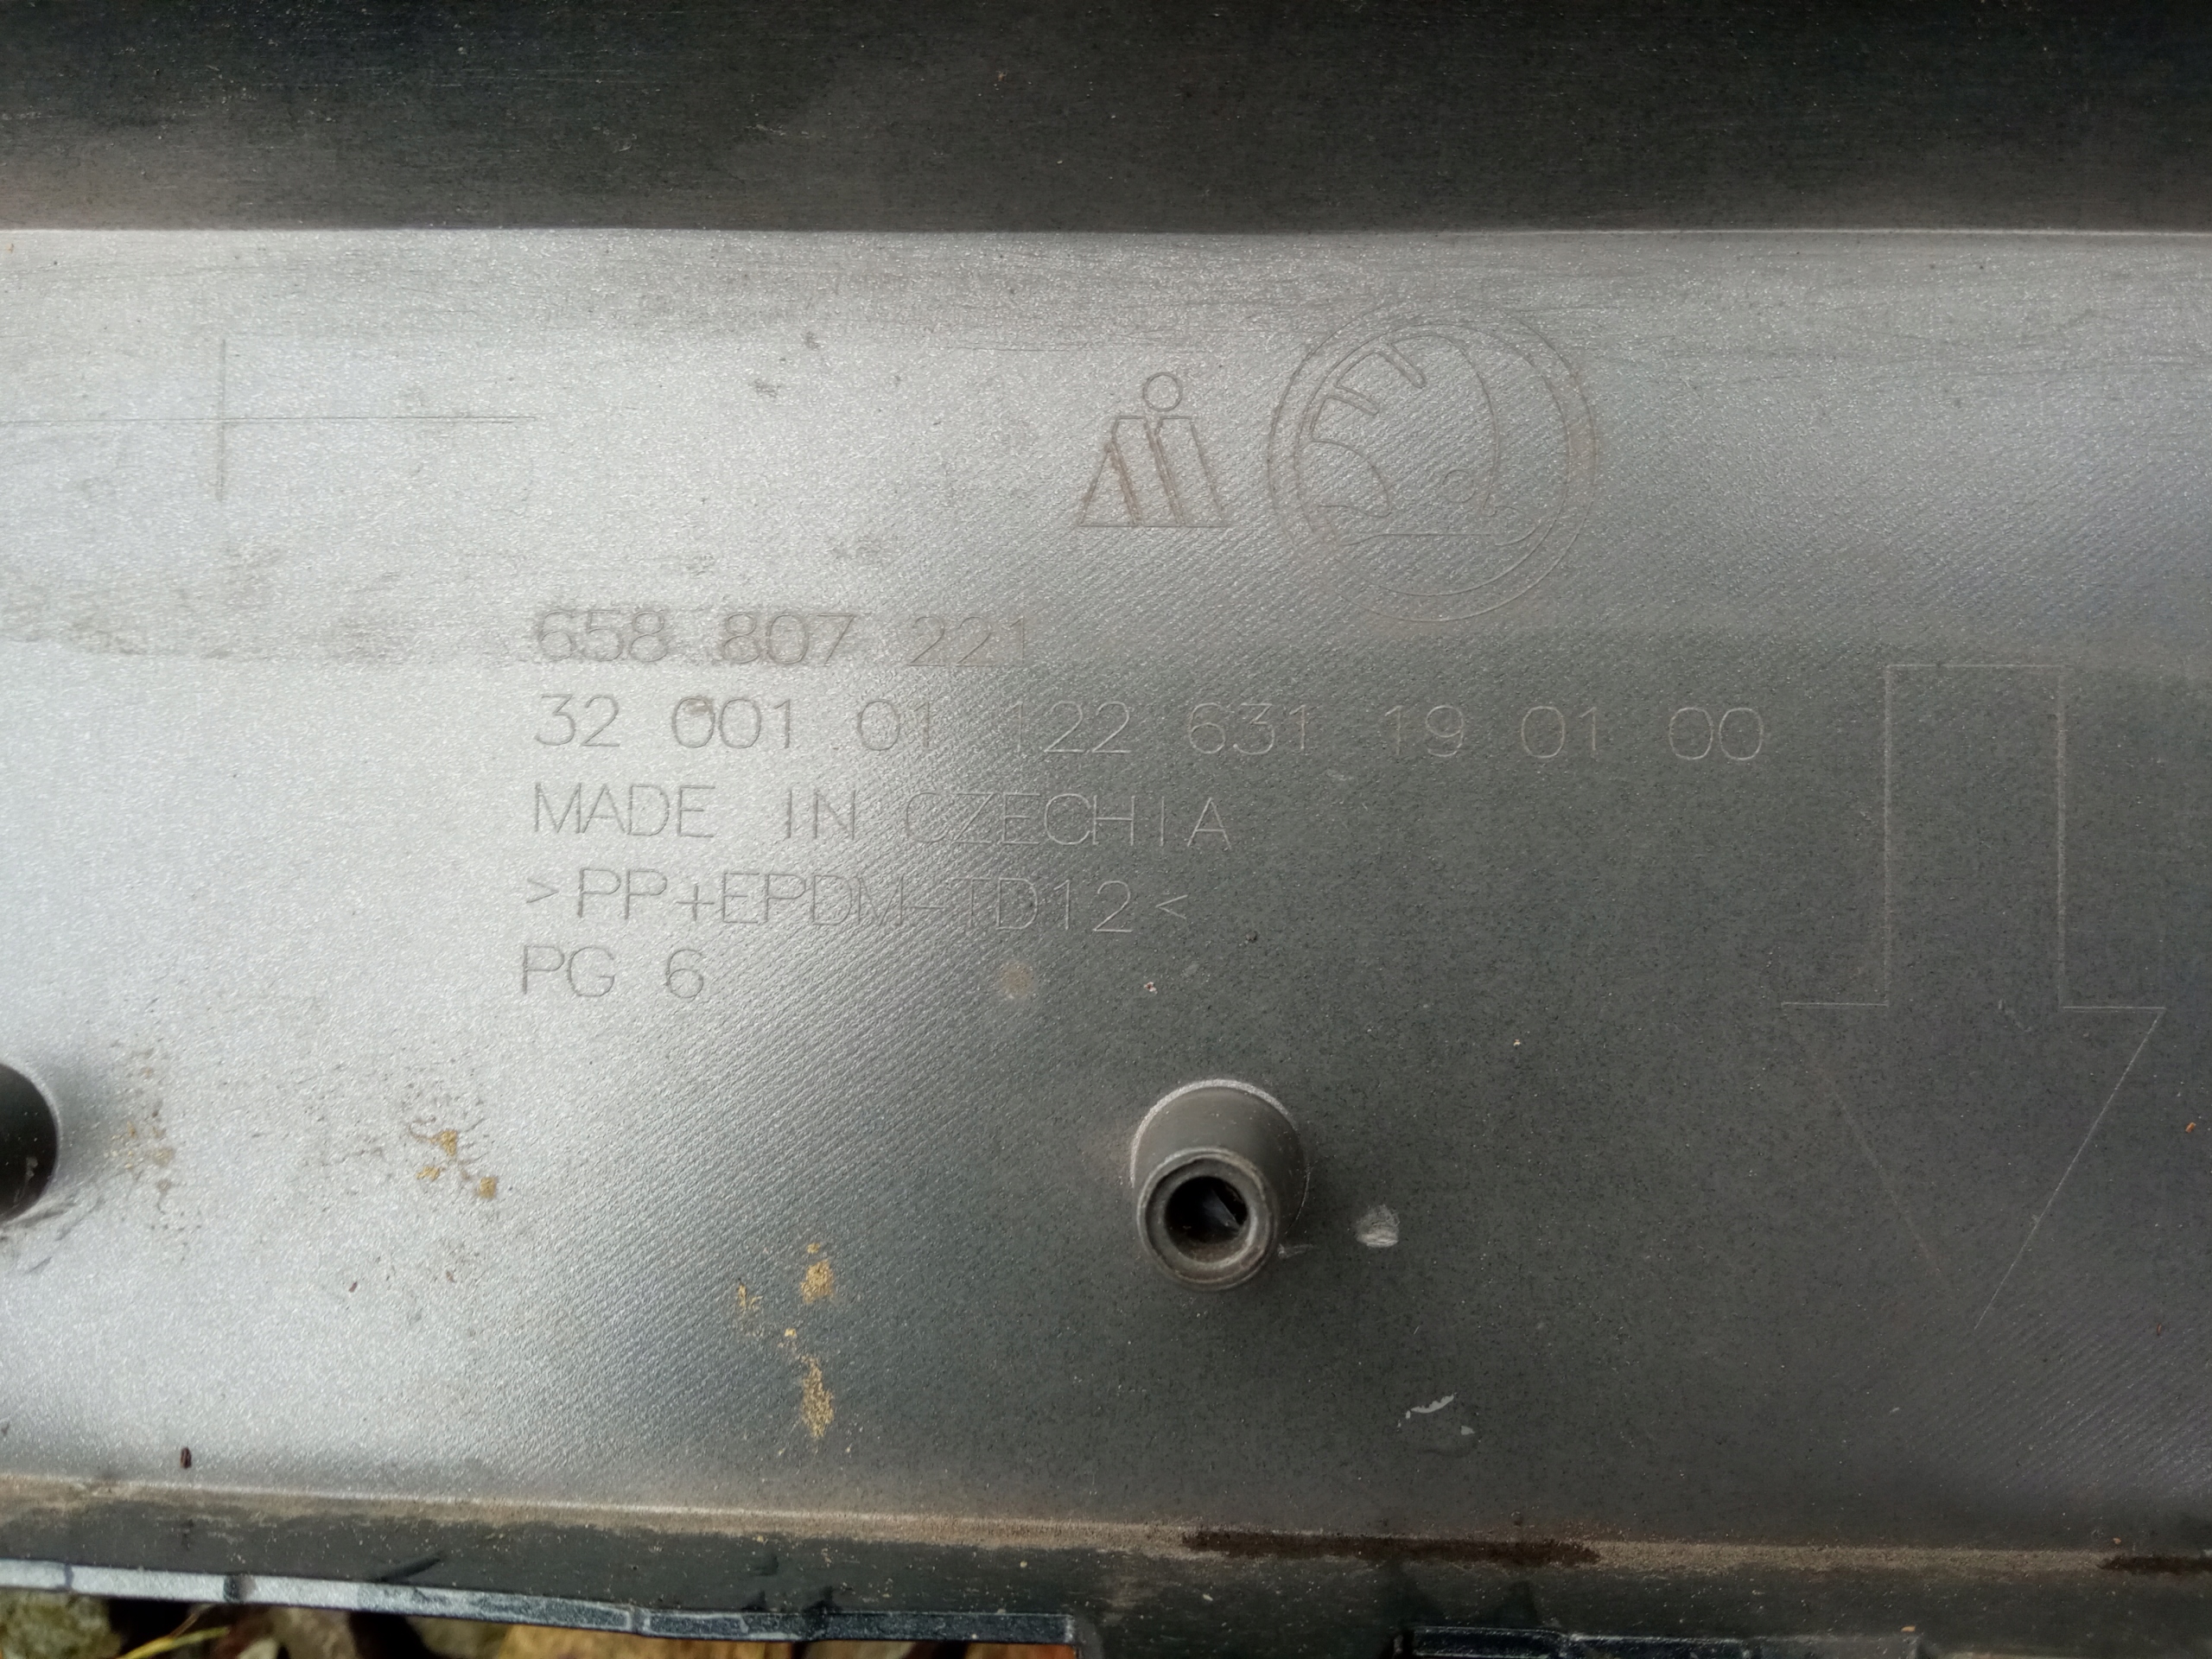 658 807 221
32 001 01 122 631 19 01 00
MADE IN CZECHIA
>PP+EPDM-TD12<
PG 6